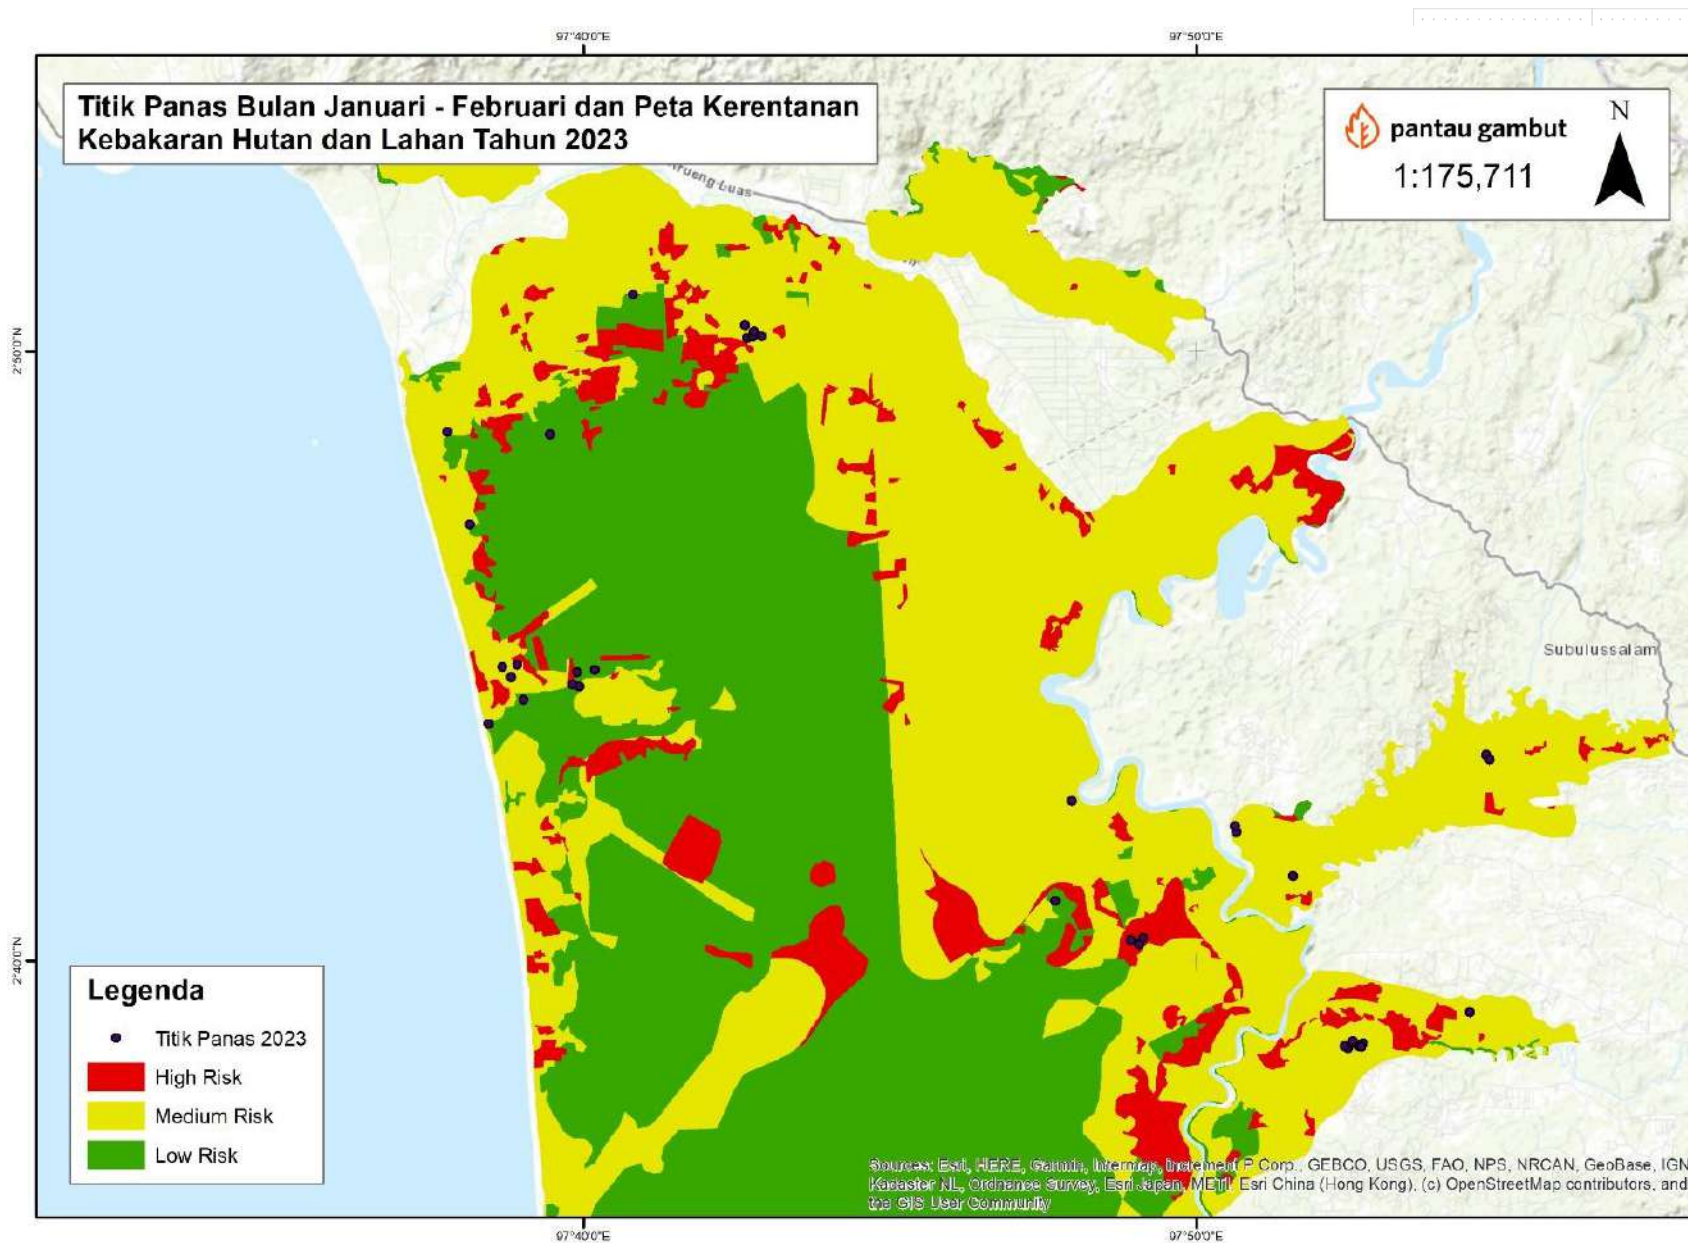 97°40'0"E
97°50'0"E
Titik Panas Bulan Januari - Februari dan Peta Kerentanan
Kebakaran Hutan dan Lahan Tahun 2023
pantau gambut
N
1:175,711
Krueng Luas
2°50'0"N
Subulussalam
2°40'0"N
Legenda
Titik Panas 2023
High Risk
Medium Risk
Low Risk
Sources: Esri, HERE, Garmin, Intermap, increment P Corp., GEBCO, USGS, FAO, NPS, NRCAN, GeoBase, IGN
Kadaster NL, Ordnance Survey, Esri Japan, METI, Esri China (Hong Kong), (c) OpenStreetMap contributors, and
the GIS User Community
97°40'0"E
97°50'0"E